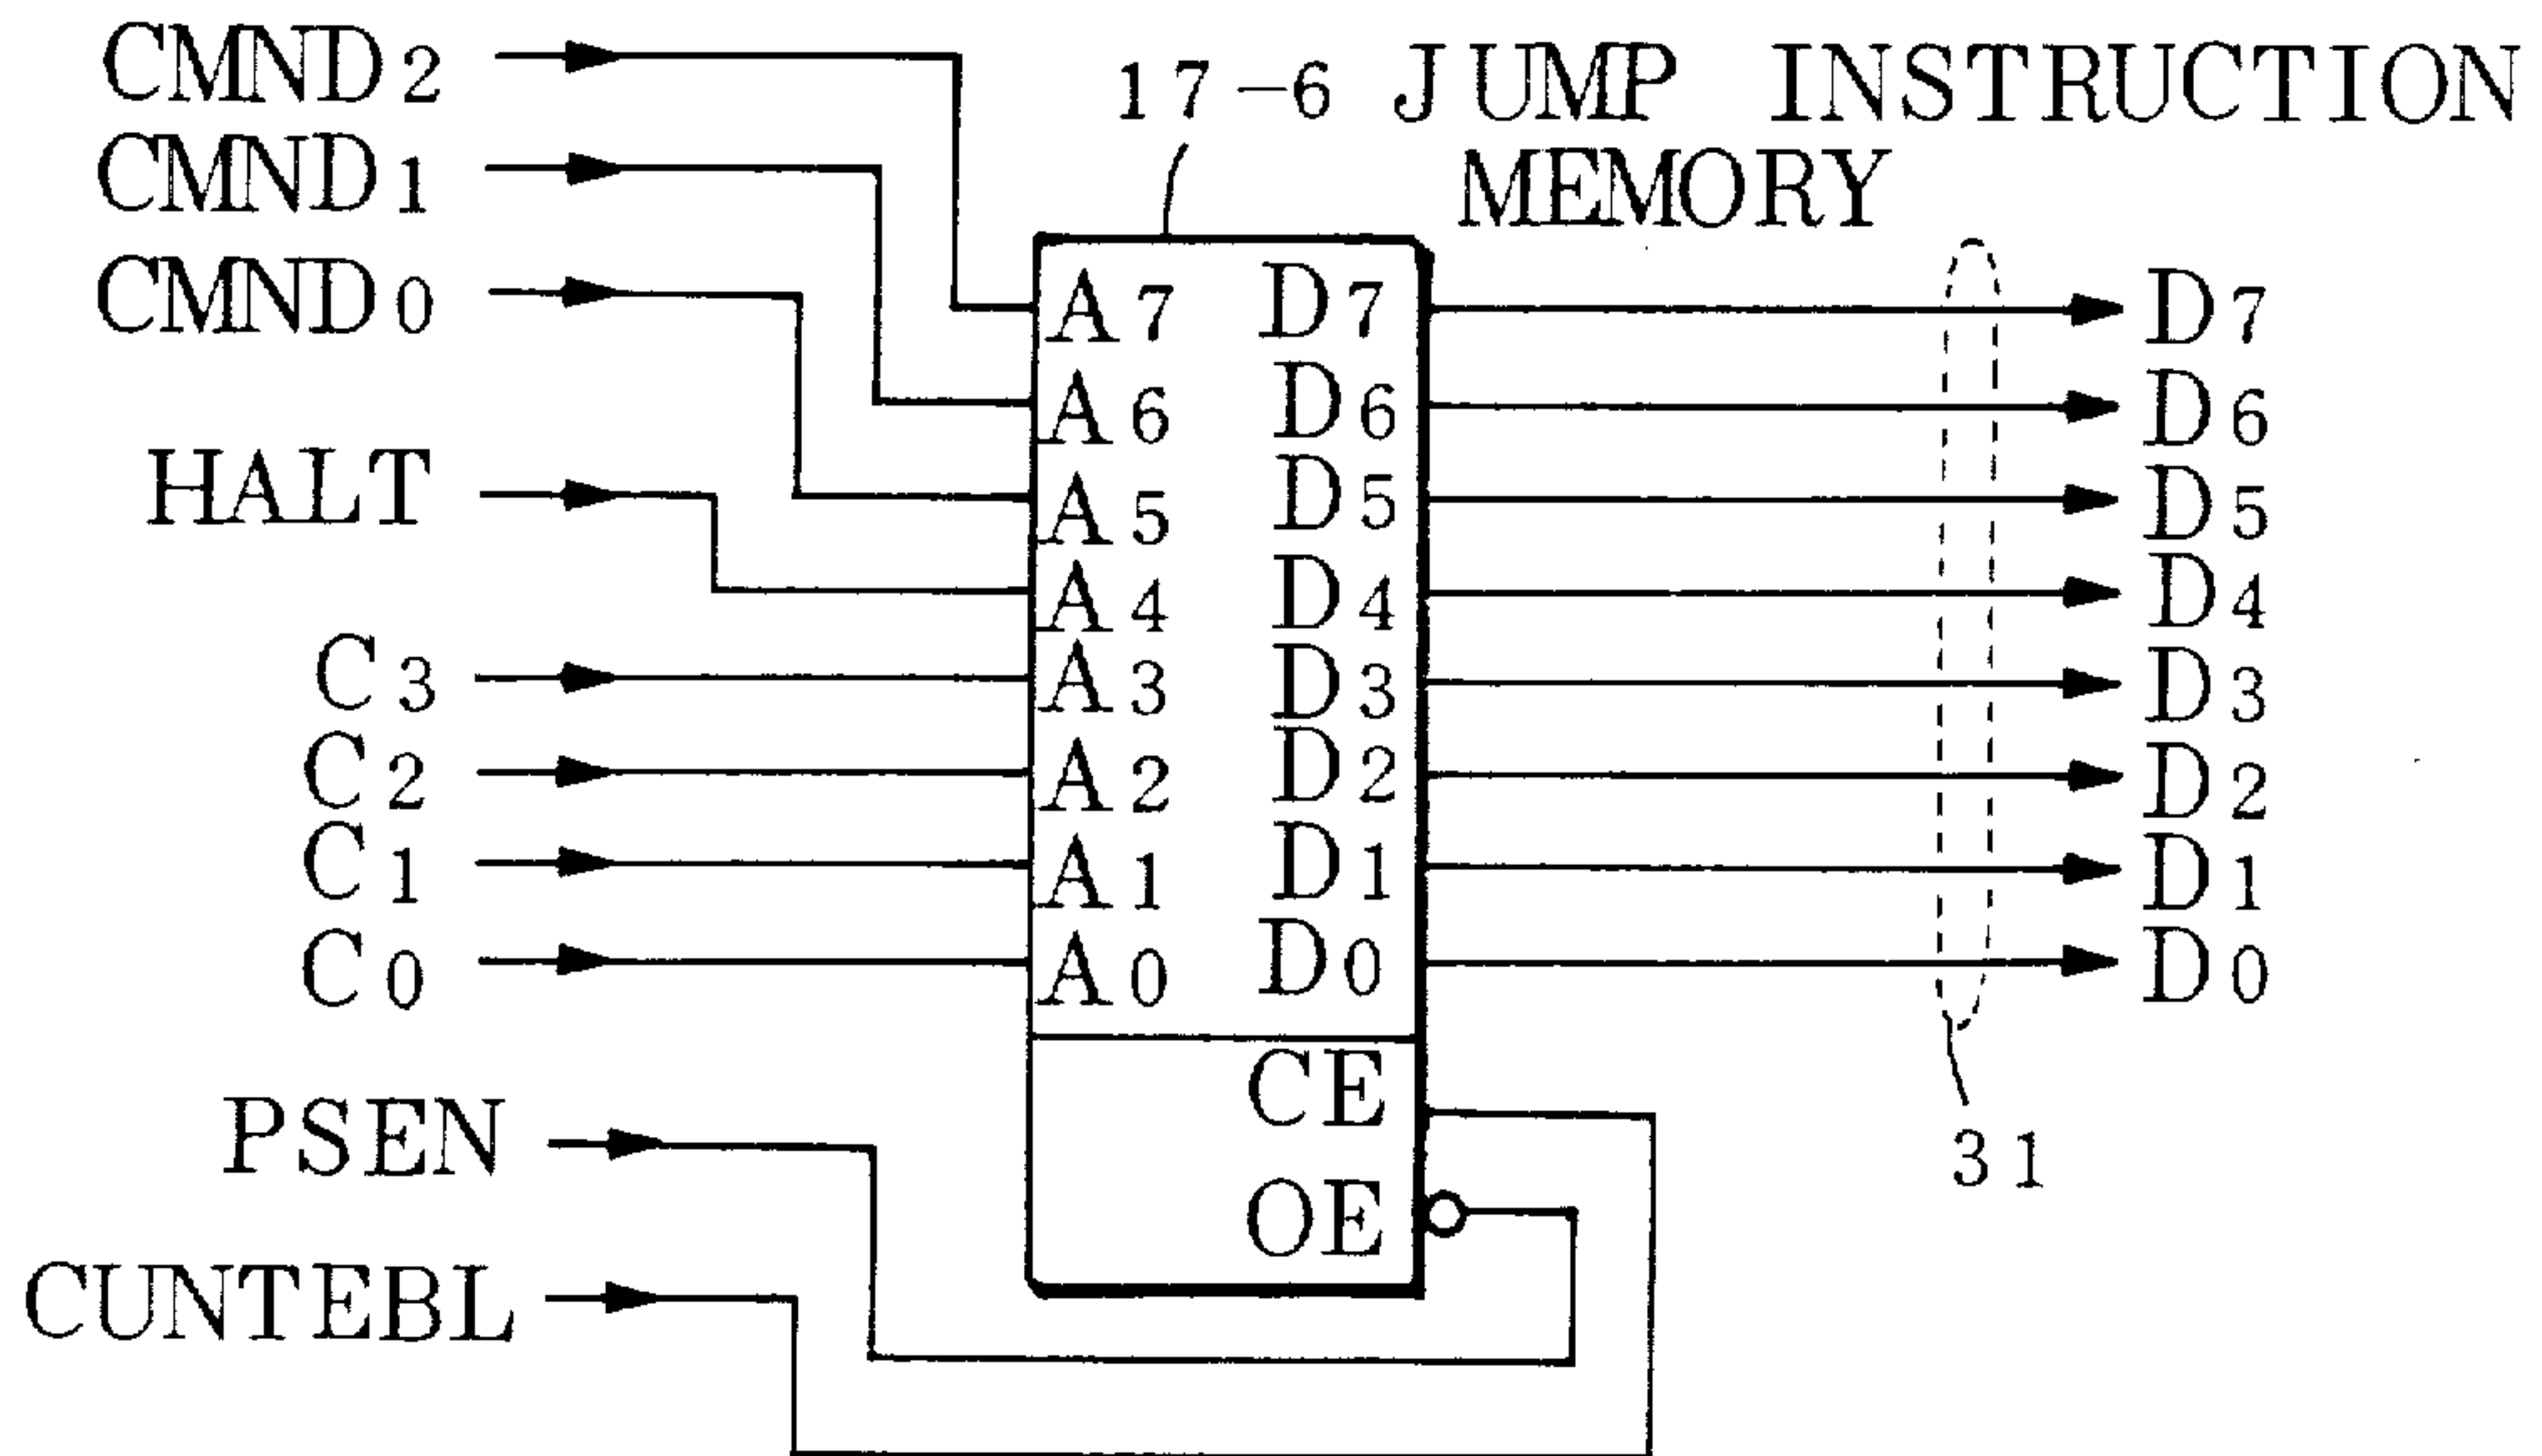 CMND2
CMND1
CMND0
HALT
C3
C2
C1
C0
PSEN
CUNTEBL
17-6 JUMP INSTRUCTION
MEMORY
A7 D7
A6 D6
A5 D5
A4 D4
A3 D3
A2 D2
A1 D1
A0 D0
CE
OE
D7
D6
D5
D4
D3
D2
D1
D0
31